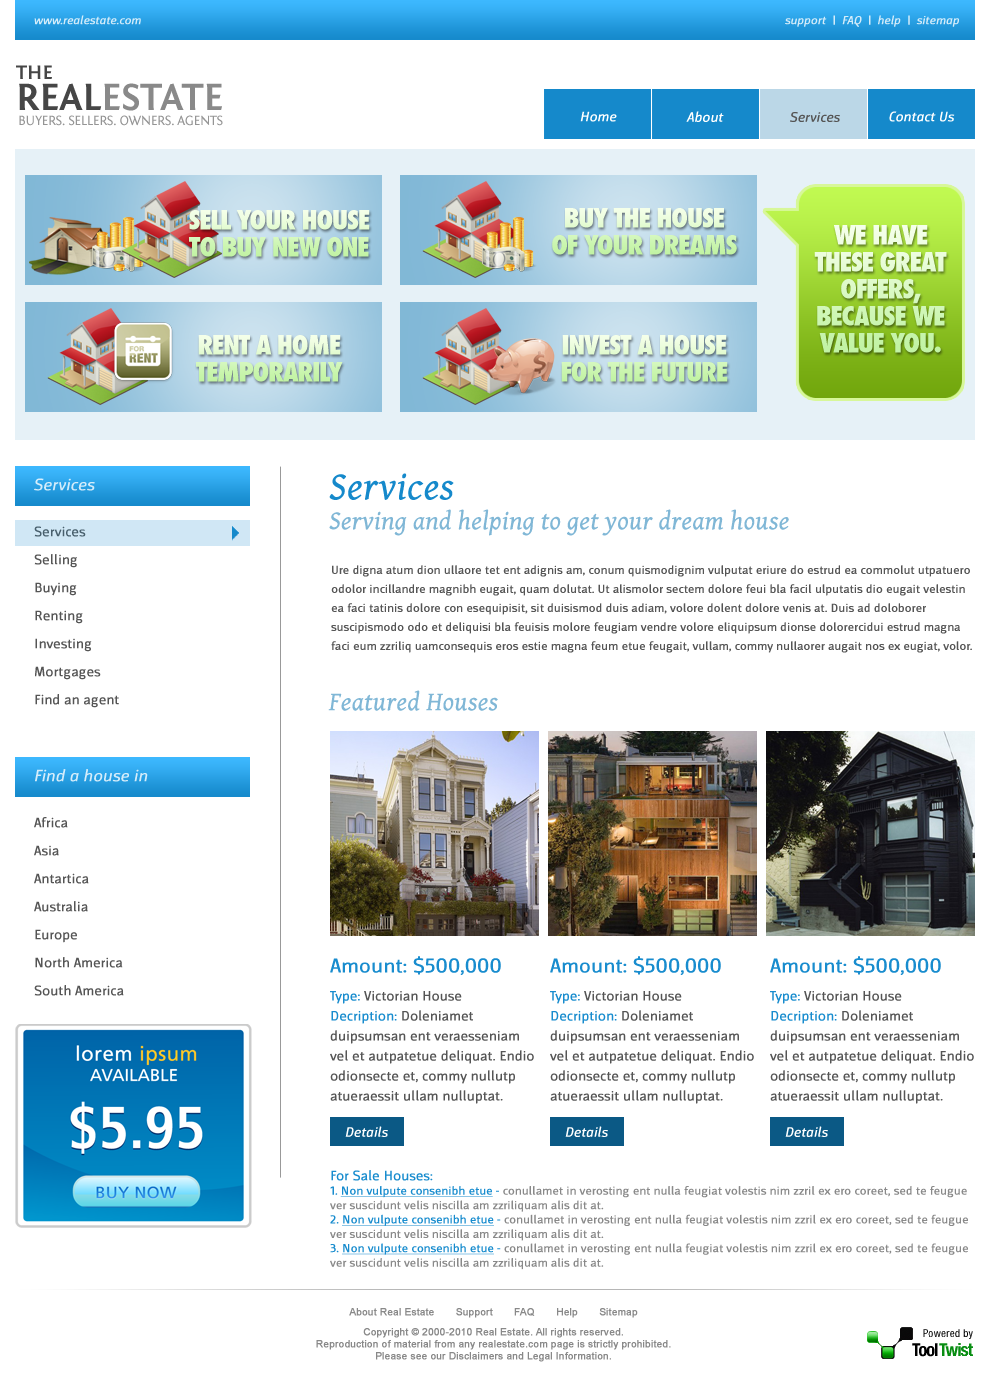 www.realestate.com
support | FAQ | help | sitemap
THE
REALESTATE
BUYERS. SELLERS. OWNERS. AGENTS
Home About Services Contact Us
SELL YOUR HOUSE
TO BUY NEW ONE
BUY THE HOUSE
OF YOUR DREAMS
FOR
RENT
RENT A HOME
TEMPORARILY
INVEST A HOUSE
FOR THE FUTURE
WE HAVE
THESE GREAT
OFFERS,
BECAUSE WE
VALUE YOU.
Services
Services
Selling
Buying
Renting
Investing
Mortgages
Find an agent
Find a house in
Africa
Asia
Antartica
Australia
Europe
North America
South America
lorem ipsum
AVAILABLE
$5.95
BUY NOW
Services
Serving and helping to get your dream house
Ure digna atum dion ullaore tet ent adignis am, conum quismodignim vulputat eriure do estrud ea commolut utpatuero
odolor incillandre magnibh eugait, quam dolutat. Ut alismolor sectem dolore feui bla facil ulputatis dio eugait velestin
ea faci tatinis dolore con esequipisit, sit duisismod duis adiam, volore dolent dolore venis at. Duis ad doloborer
suscipismodo odo et deliquisi bla feuisis molore feugiam vendre volore eliquipsum dionse dolorercidui estrud magna
faci eum zzriliq uamconsequis eros estie magna feum etue feugait, vullam, commy nullaorer augait nos ex eugiat, volor.
Featured Houses
Amount: $500,000
Type: Victorian House
Decription: Doleniamet
duipsumsan ent veraesseniam
vel et autpatetue deliquat. Endio
odionsecte et, commy nullutp
atueraessit ullam nulluptat.
Details
Amount: $500,000
Type: Victorian House
Decription: Doleniamet
duipsumsan ent veraesseniam
vel et autpatetue deliquat. Endio
odionsecte et, commy nullutp
atueraessit ullam nulluptat.
Details
Amount: $500,000
Type: Victorian House
Decription: Doleniamet
duipsumsan ent veraesseniam
vel et autpatetue deliquat. Endio
odionsecte et, commy nullutp
atueraessit ullam nulluptat.
Details
For Sale Houses:
1. Non vulpute consenibh etue - conullamet in verosting ent nulla feugiat volestis nim zzril ex ero coreet, sed te feugue
ver suscidunt velis niscilla am zzriliquam alis dit at.
2. Non vulpute consenibh etue - conullamet in verosting ent nulla feugiat volestis nim zzril ex ero coreet, sed te feugue
ver suscidunt velis niscilla am zzriliquam alis dit at.
3. Non vulpute consenibh etue - conullamet in verosting ent nulla feugiat volestis nim zzril ex ero coreet, sed te feugue
ver suscidunt velis niscilla am zzriliquam alis dit at.
About Real Estate Support FAQ Help Sitemap
Copyright © 2000-2010 Real Estate. All rights reserved.
Reproduction of material from any realestate.com page is strictly prohibited.
Please see our Disclaimers and Legal Information.
Powered by
ToolTwist